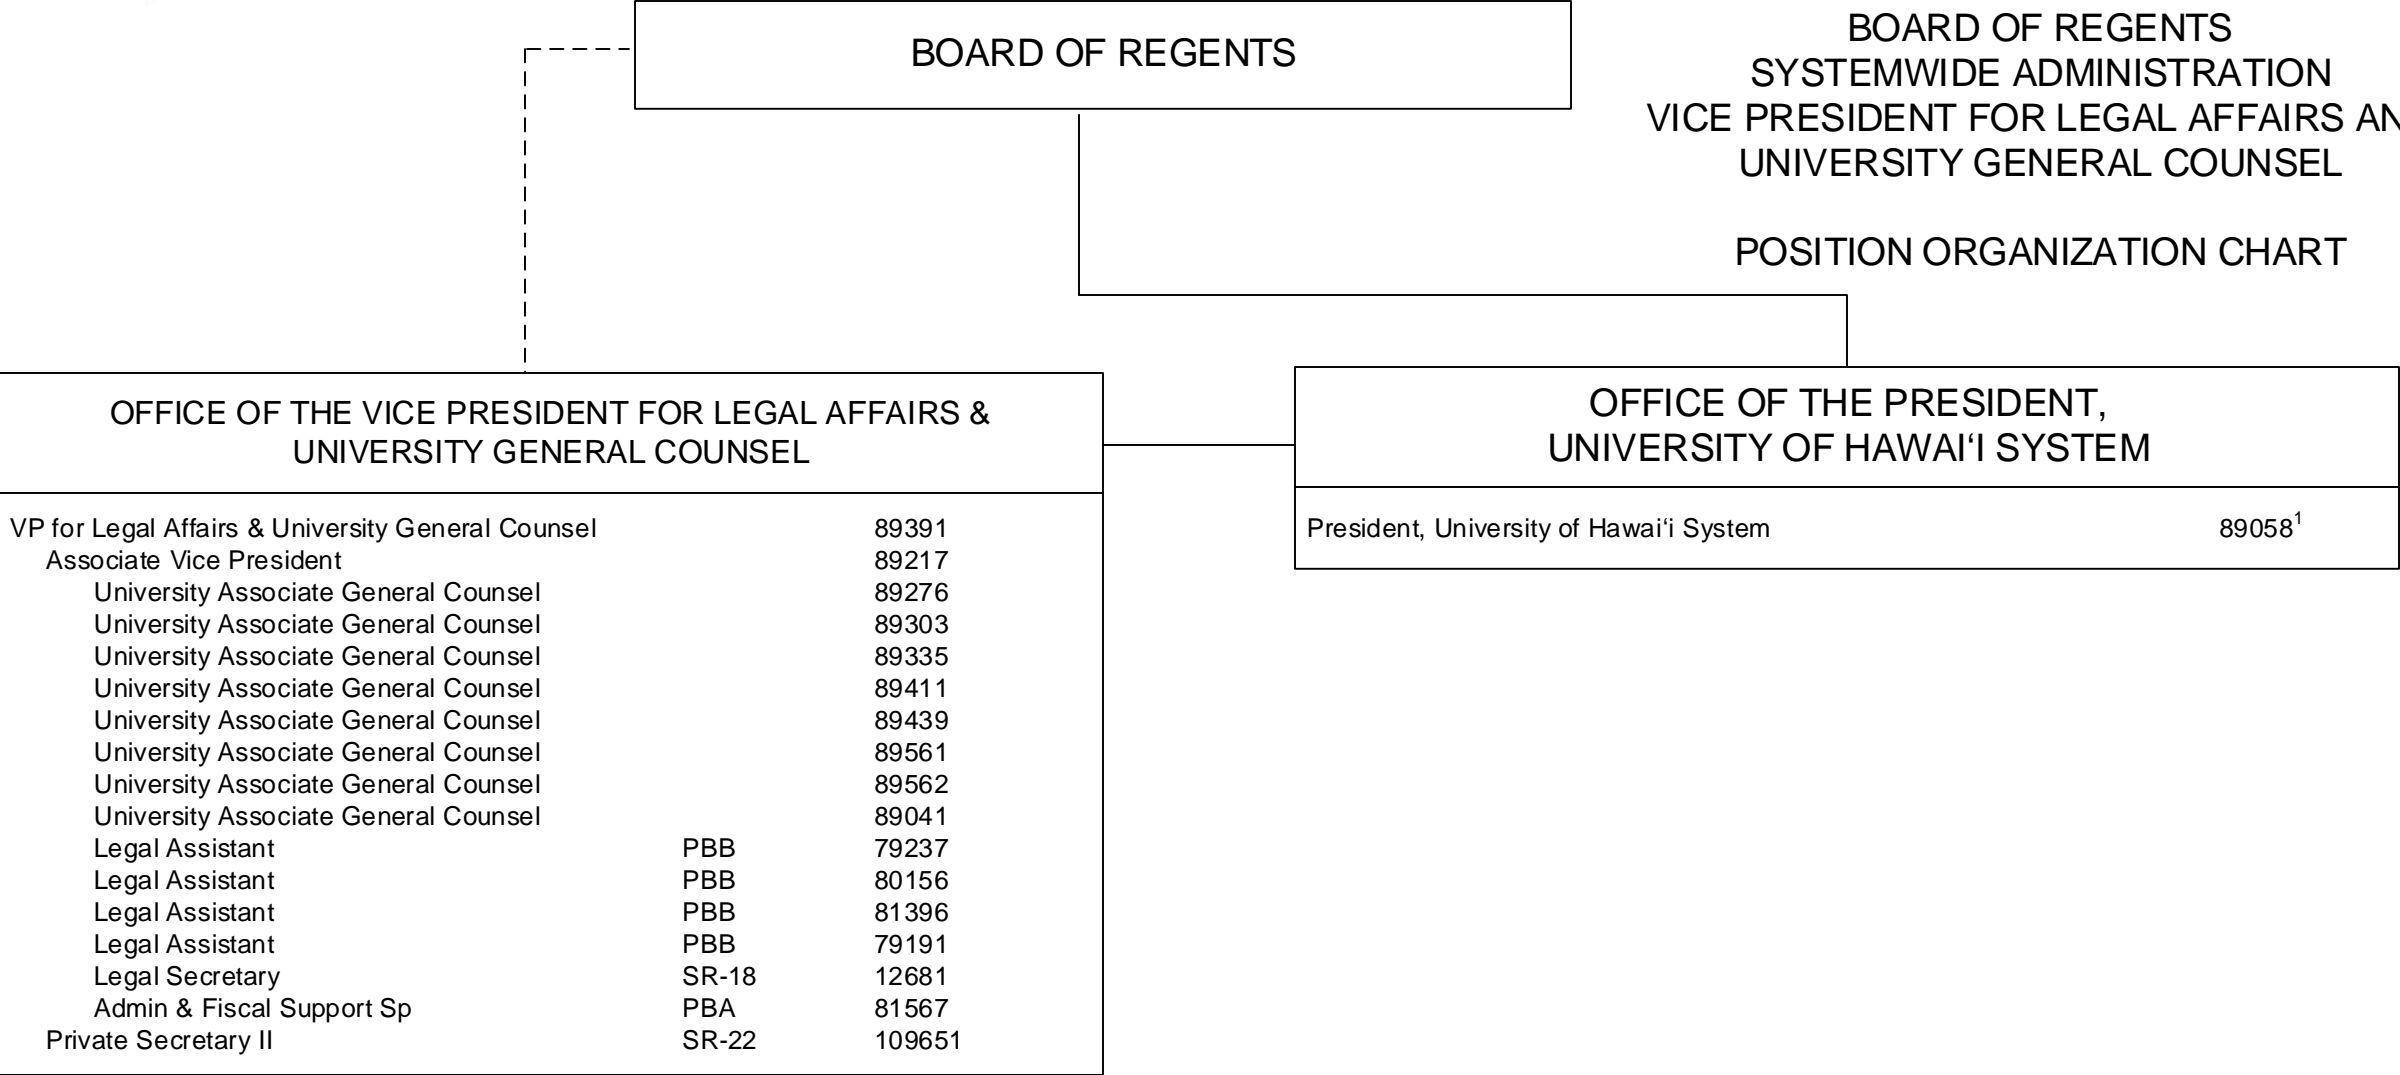 BOARD OF REGENTS
BOARD OF REGENTS
SYSTEMWIDE ADMINISTRATION
VICE PRESIDENT FOR LEGAL AFFAIRS AN
UNIVERSITY GENERAL COUNSEL
POSITION ORGANIZATION CHART
OFFICE OF THE VICE PRESIDENT FOR LEGAL AFFAIRS &
UNIVERSITY GENERAL COUNSEL
VP for Legal Affairs & University General Counsel 89391
Associate Vice President 89217
University Associate General Counsel 89276
University Associate General Counsel 89303
University Associate General Counsel 89335
University Associate General Counsel 89411
University Associate General Counsel 89439
University Associate General Counsel 89561
University Associate General Counsel 89562
University Associate General Counsel 89041
Legal Assistant PBB 79237
Legal Assistant PBB 80156
Legal Assistant PBB 81396
Legal Assistant PBB 79191
Legal Secretary SR-18 12681
Admin & Fiscal Support Sp PBA 81567
Private Secretary II SR-22 109651
OFFICE OF THE PRESIDENT,
UNIVERSITY OF HAWAI‘I SYSTEM
President, University of Hawai‘i System 89058¹